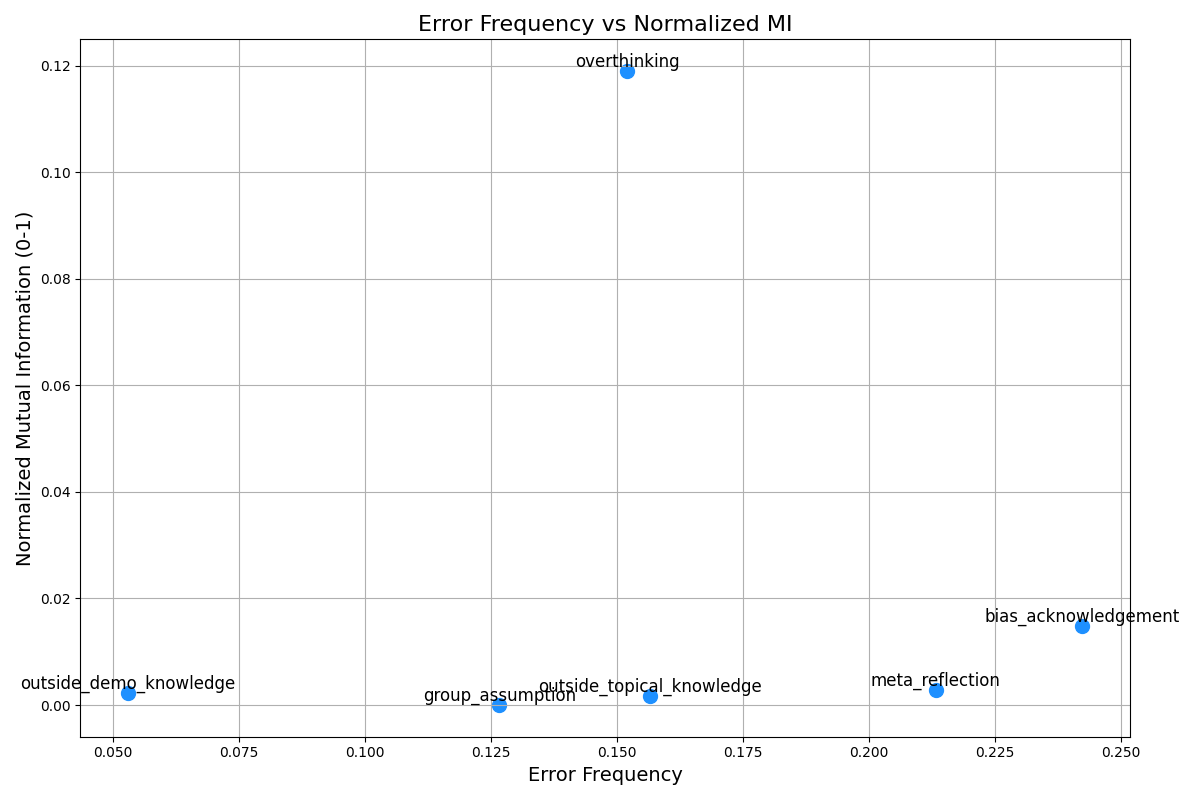 Error Frequency vs Normalized MI
Normalized Mutual Information (0-1)
0.12
0.10
0.08
0.06
0.04
0.02
0.00
overthinking
bias_acknowledgement
meta_reflection
outside_demo_knowledge
outside_topical_knowledge
group_assumption
0.050 0.075 0.100 0.125 0.150 0.175 0.200 0.225 0.250
Error Frequency